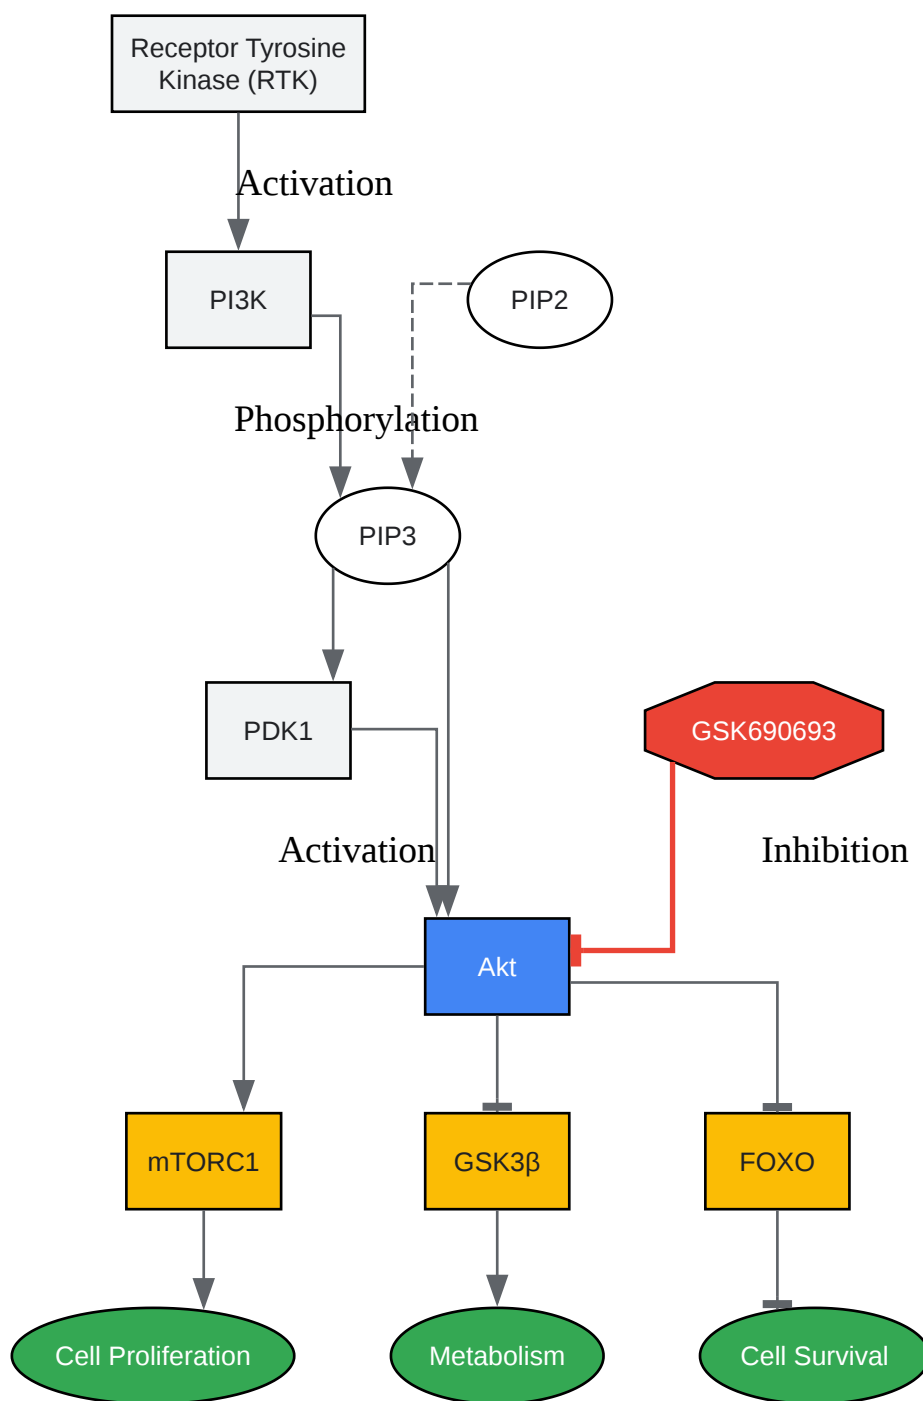 Receptor Tyrosine
Kinase (RTK)
Activation
PI3K
PIP2
Phosphorylation
PIP3
PDK1
GSK690693
Activation
Inhibition
Akt
mTORC1
GSK3β
FOXO
Cell Proliferation
Metabolism
Cell Survival